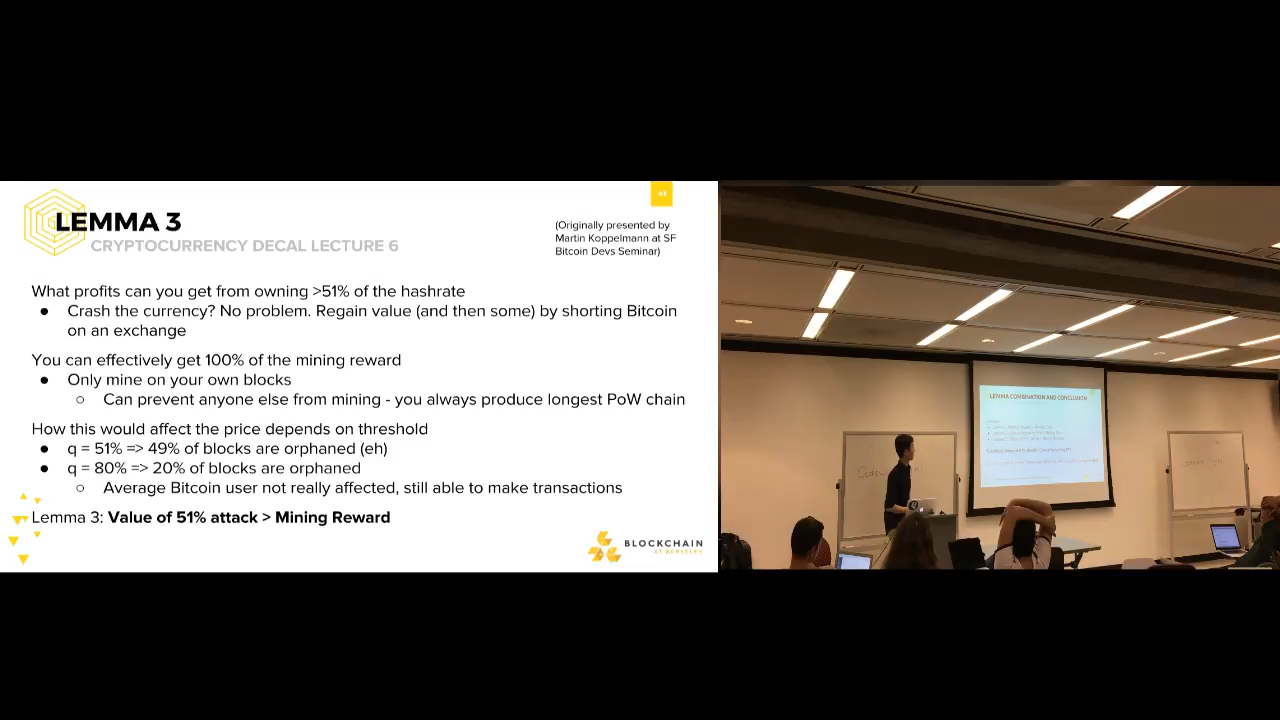 LEMMA 3
CRYPTOCURRENCY DECAL LECTURE 6
(Originally presented by
Martin Koppelmann at SF
Bitcoin Devs Seminar)
What profits can you get from owning >51% of the hashrate
● Crash the currency? No problem. Regain value (and then some) by shorting Bitcoin
on an exchange
You can effectively get 100% of the mining reward
● Only mine on your own blocks
○ Can prevent anyone else from mining - you always produce longest PoW chain
How this would affect the price depends on threshold
● q = 51% => 49% of blocks are orphaned (eh)
● q = 80% => 20% of blocks are orphaned
○ Average Bitcoin user not really affected, still able to make transactions
Lemma 3: Value of 51% attack > Mining Reward
BLOCKCHAIN
AT BERKELEY
LEMMA COMBINATION AND CONCLUSION